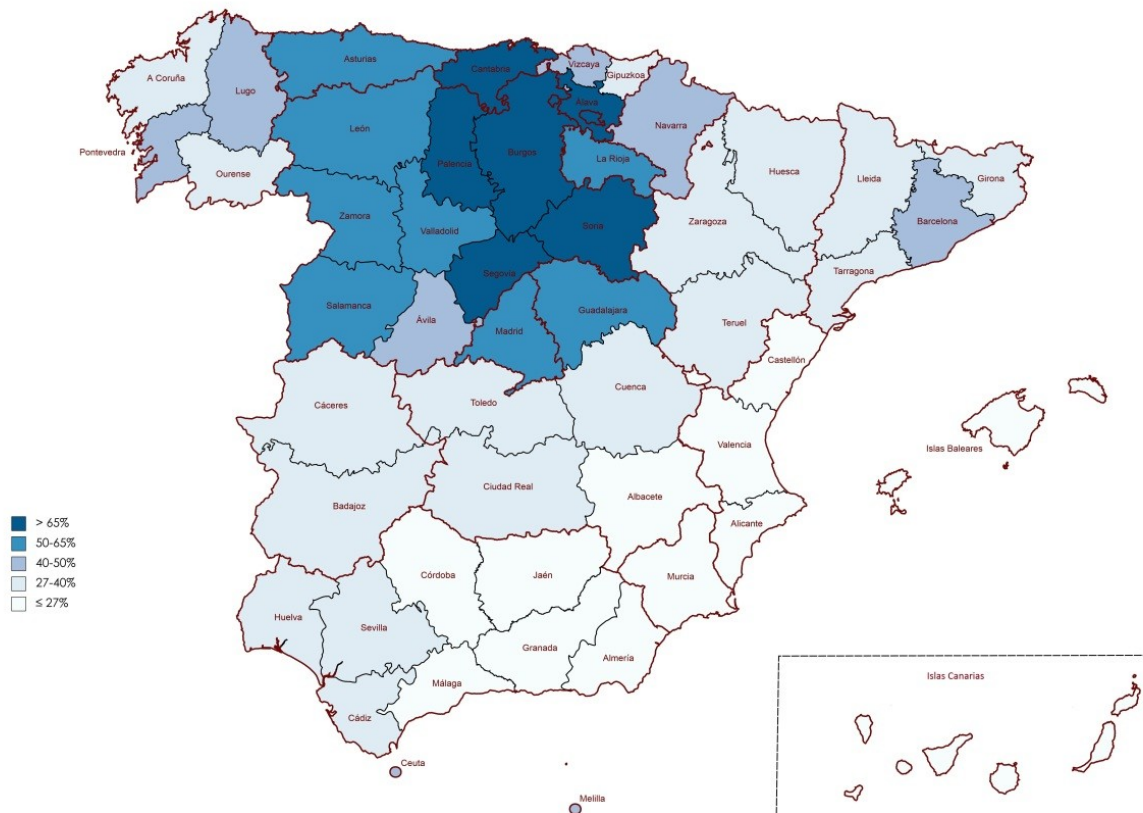 A Coruña
Lugo
Asturias
Cantabria
Vizcaya
Gipuzkoa
Álava
Navarra
Pontevedra
Ourense
León
Palencia
Burgos
La Rioja
Huesca
Lleida
Girona
Barcelona
Zamora
Valladolid
Soria
Zaragoza
Segovia
Tarragona
Salamanca
Ávila
Madrid
Guadalajara
Teruel
Castellón
Cáceres
Toledo
Cuenca
Valencia
Islas Baleares
Badajoz
Ciudad Real
Albacete
Alicante
> 65%
50-65%
40-50%
27-40%
≤ 27%
Córdoba
Jaén
Murcia
Huelva
Sevilla
Granada
Almería
Málaga
Cádiz
Islas Canarias
Ceuta
Melilla